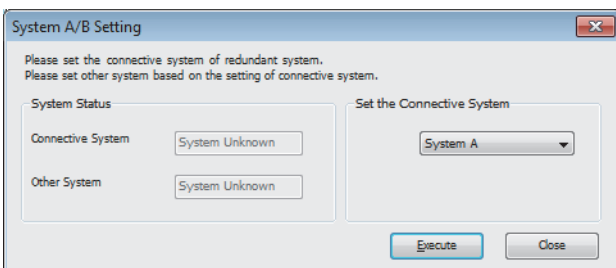 System A/B Setting
Please set the connective system of redundant system.
Please set other system based on the setting of connective system.
System Status
Set the Connective System
Connective System
System Unknown
System A
Other System
System Unknown
Execute
Close